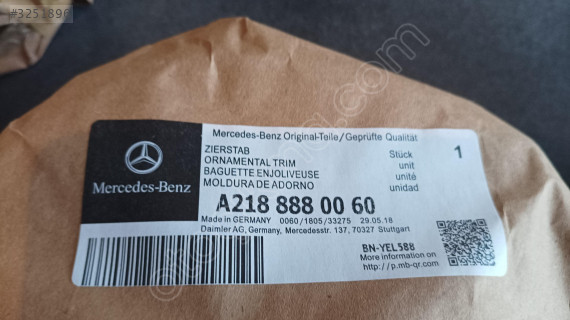 #3251896
Mercedes-Benz Original-Teile/Geprüfte Qualität
ZIERSTAB Stück 1
ORNAMENTAL TRIM unit
BAGUETTE ENJOLIVEUSE unité
MOLDURA DE ADORNO unidad
Mercedes-Benz
A218 888 00 60
Made in GERMANY 0060/1805/33275 29.05.18
Daimler AG, Germany, Mercedesstr. 137, 70327 Stuttgart
BN-YEL588
More information on
http://p.mb-qr.com